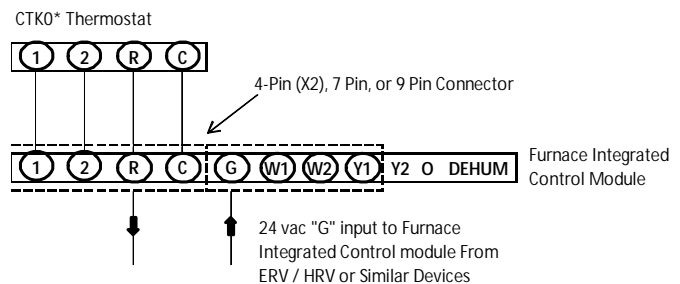 CTK0* Thermostat
1 2 R C
4-Pin (X2), 7 Pin, or 9 Pin Connector
1 2 R C G W1 W2 Y1 Y2 O DEHUM
Furnace Integrated
Control Module
24 vac "G" input to Furnace
Integrated Control module From
ERV / HRV or Similar Devices